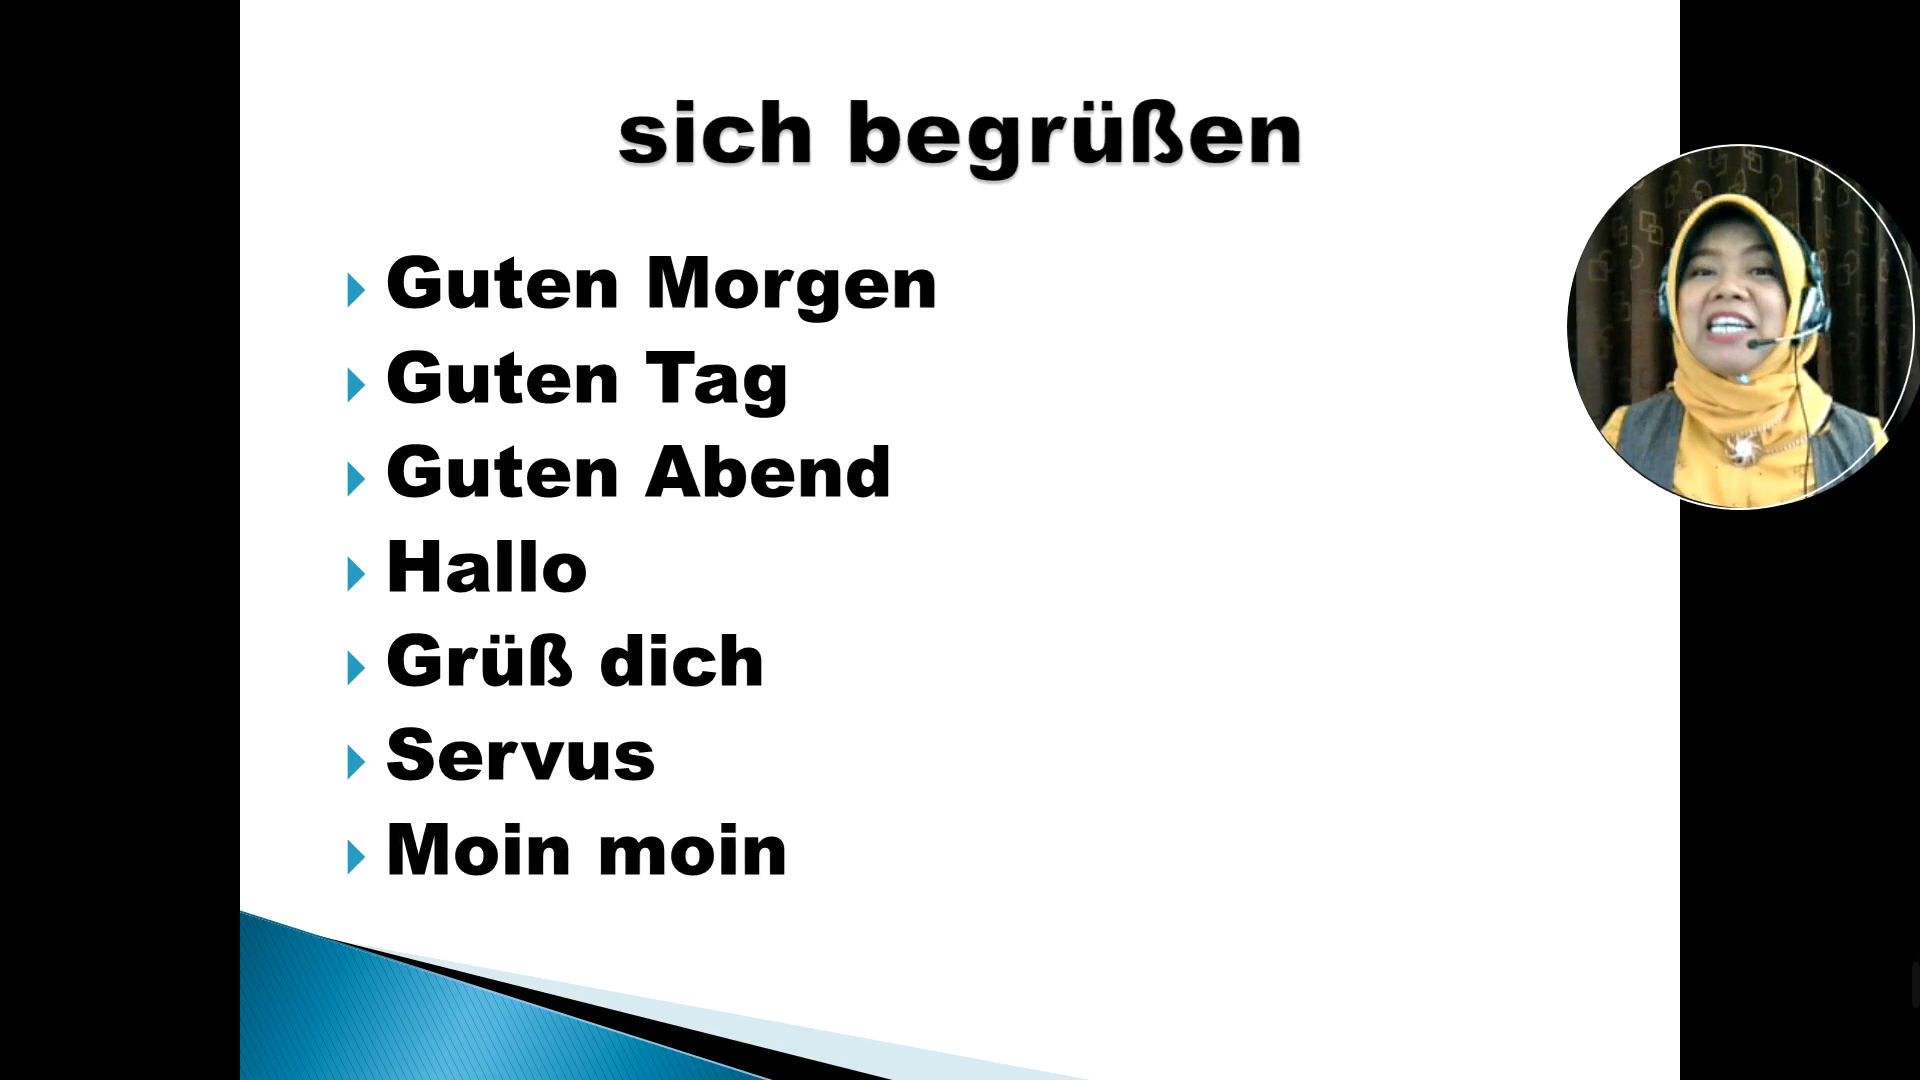 sich begrüßen
Guten Morgen
Guten Tag
Guten Abend
Hallo
Grüß dich
Servus
Moin moin